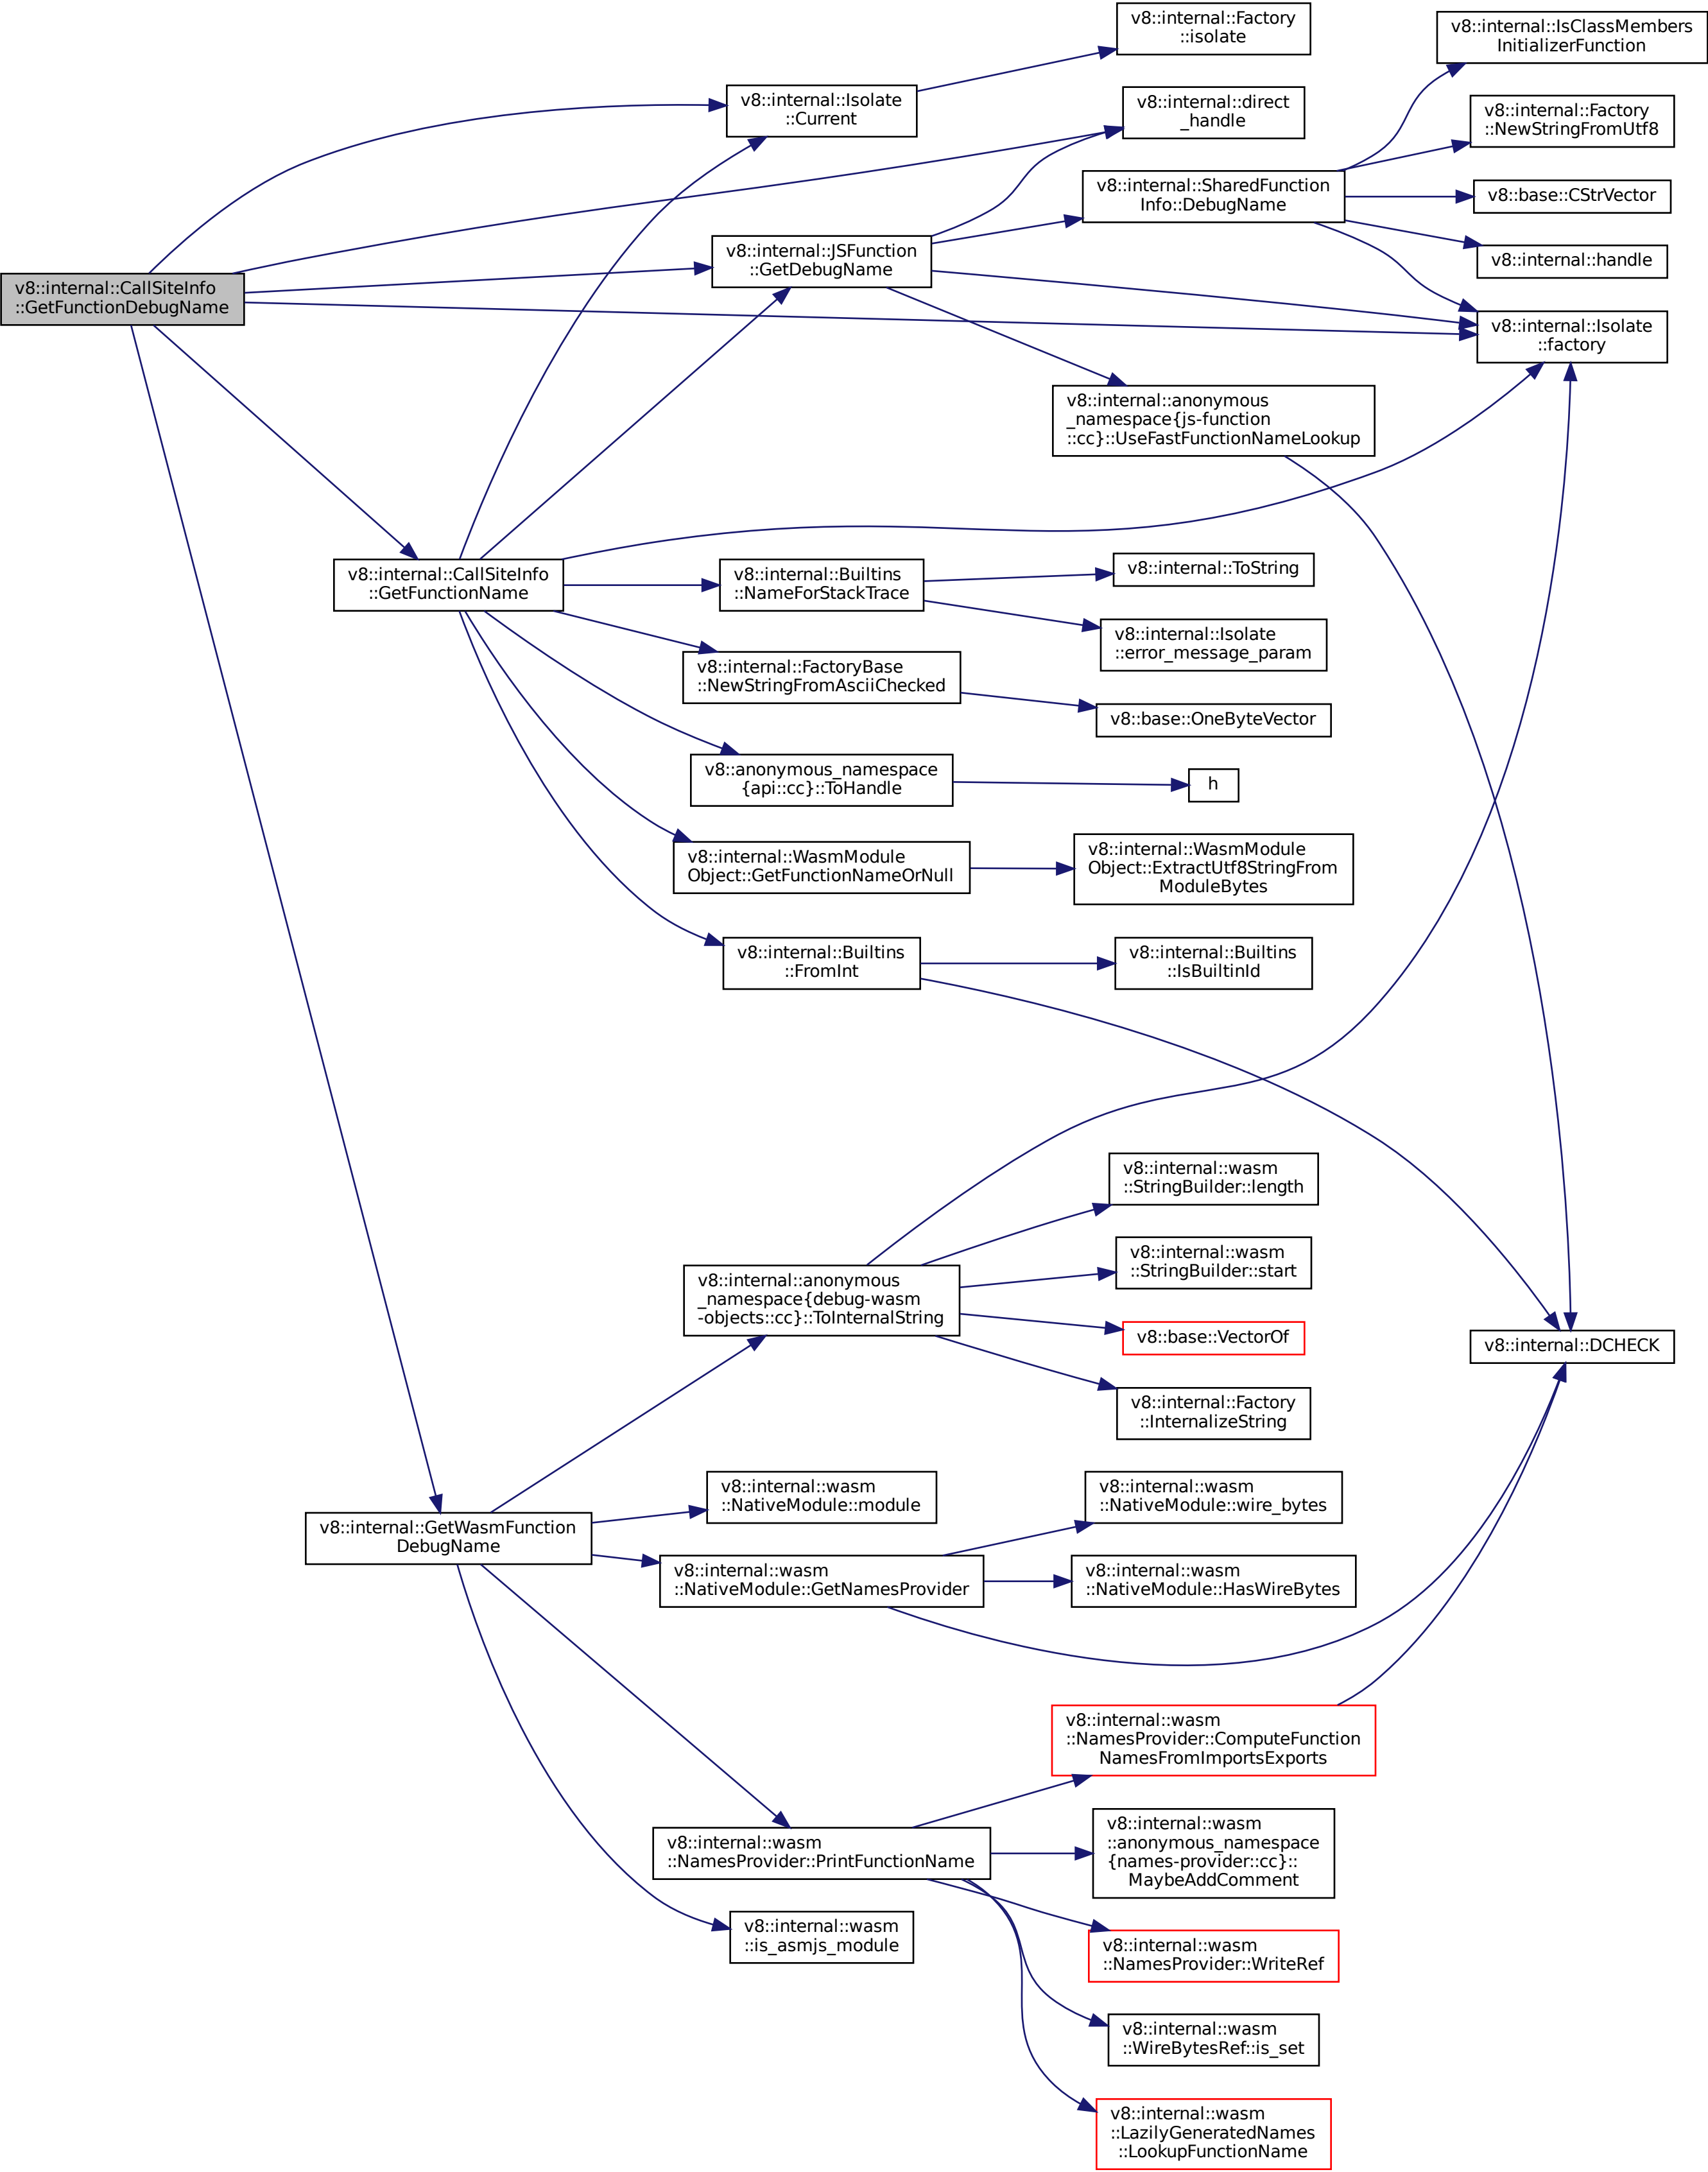 v8::internal::CallSiteInfo
::GetFunctionDebugName
v8::internal::Isolate
::Current
v8::internal::Factory
::isolate
v8::internal::direct
_handle
v8::internal::JSFunction
::GetDebugName
v8::internal::SharedFunction
Info::DebugName
v8::internal::IsClassMembers
InitializerFunction
v8::internal::Factory
::NewStringFromUtf8
v8::base::CStrVector
v8::internal::handle
v8::internal::Isolate
::factory
v8::internal::anonymous
_namespace{js-function
::cc}::UseFastFunctionNameLookup
v8::internal::CallSiteInfo
::GetFunctionName
v8::internal::Builtins
::NameForStackTrace
v8::internal::ToString
v8::internal::Isolate
::error_message_param
v8::internal::FactoryBase
::NewStringFromAsciiChecked
v8::base::OneByteVector
v8::anonymous_namespace
{api::cc}::ToHandle
h
v8::internal::WasmModule
Object::GetFunctionNameOrNull
v8::internal::WasmModule
Object::ExtractUtf8StringFrom
ModuleBytes
v8::internal::Builtins
::FromInt
v8::internal::Builtins
::IsBuiltinId
v8::internal::anonymous
_namespace{debug-wasm
-objects::cc}::ToInternalString
v8::internal::wasm
::StringBuilder::length
v8::internal::wasm
::StringBuilder::start
v8::base::VectorOf
v8::internal::Factory
::InternalizeString
v8::internal::DCHECK
v8::internal::GetWasmFunction
DebugName
v8::internal::wasm
::NativeModule::module
v8::internal::wasm
::NativeModule::GetNamesProvider
v8::internal::wasm
::NativeModule::wire_bytes
v8::internal::wasm
::NativeModule::HasWireBytes
v8::internal::wasm
::NamesProvider::PrintFunctionName
v8::internal::wasm
::NamesProvider::ComputeFunction
NamesFromImportsExports
v8::internal::wasm
::anonymous_namespace
{names-provider::cc}::
MaybeAddComment
v8::internal::wasm
::NamesProvider::WriteRef
v8::internal::wasm
::is_asmjs_module
v8::internal::wasm
::WireBytesRef::is_set
v8::internal::wasm
::LazilyGeneratedNames
::LookupFunctionName